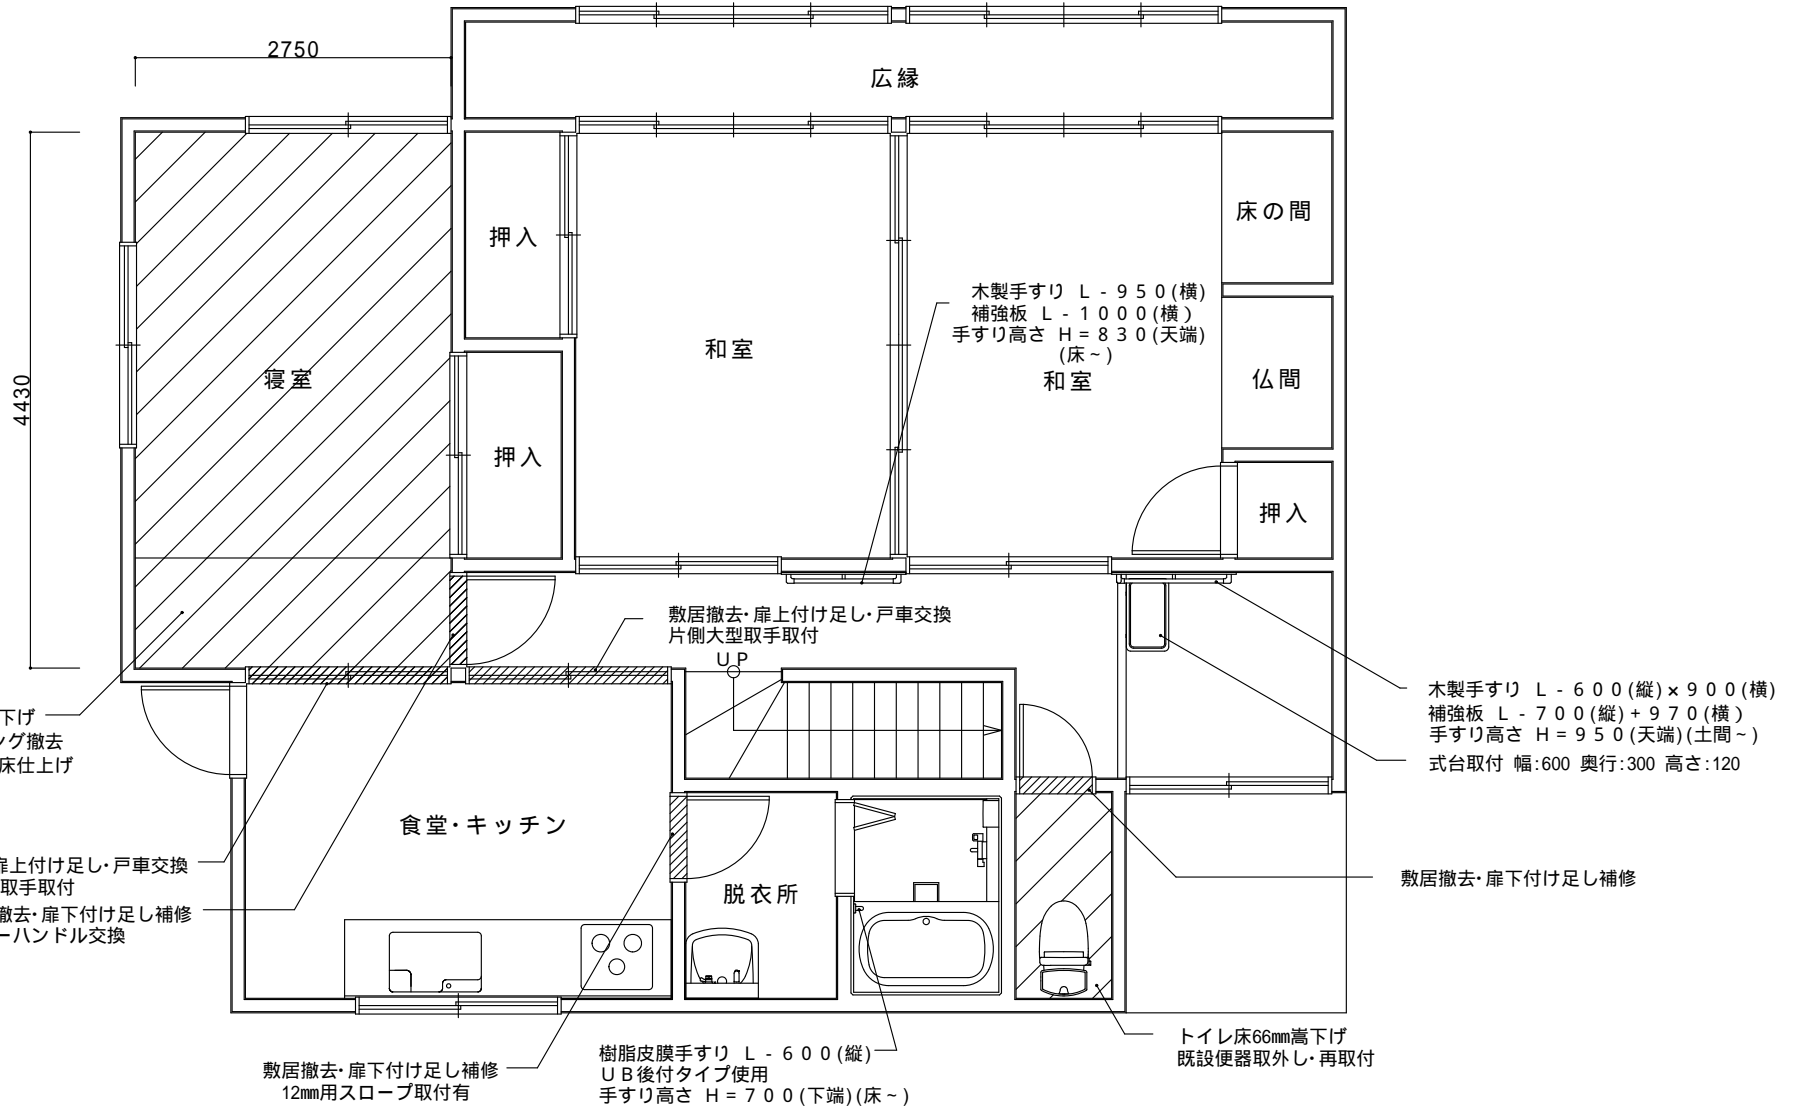 2750
広縁
4430
押入
床の間
木製手すり L-950(横)
補強板 L-1000(横)
手すり高さ H=830(天端)
(床~)
和室
和室
寝室
仏間
押入
押入
敷居撤去・扉上付け足し・戸車交換
片側大型取手取付
UP
木製手すり L-600(縦)×900(横)
補強板 L-700(縦)+970(横)
手すり高さ H=950(天端)(土間~)
式台取付 幅:600 奥行:300 高さ:120
下げ
ング撤去
床仕上げ
食堂・キッチン
扉上付け足し・戸車交換
取手取付
撤去・扉下付け足し補修
ーハンドル交換
脱衣所
敷居撤去・扉下付け足し補修
トイレ床66mm嵩下げ
既設便器取外し・再取付
敷居撤去・扉下付け足し補修
12mm用スロープ取付有
樹脂皮膜手すり L-600(縦)
UB後付タイプ使用
手すり高さ H=700(下端)(床~)